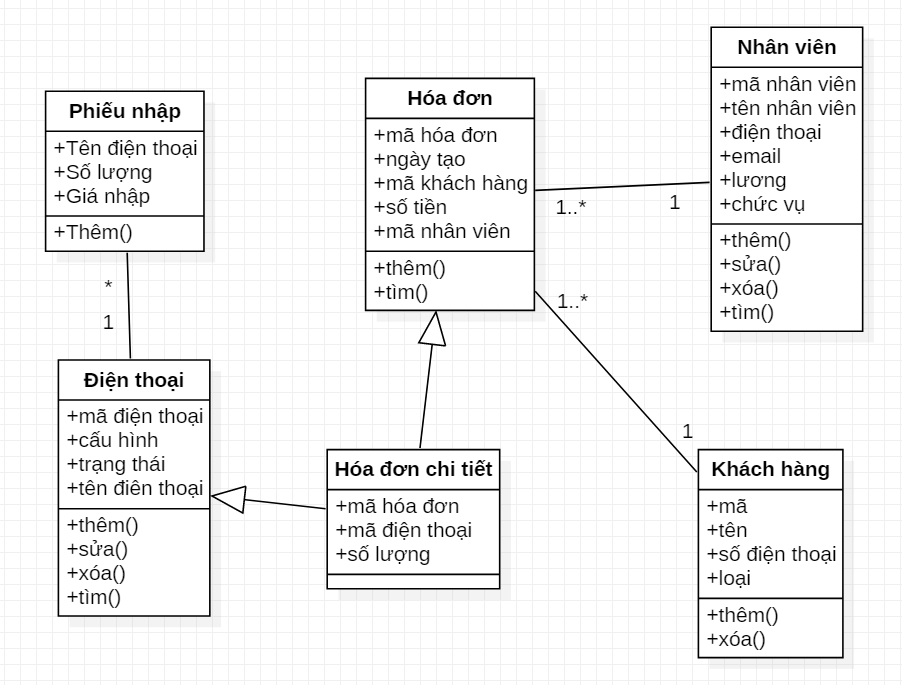 Phiếu nhập
+Tên điện thoại
+Số lượng
+Giá nhập
+Thêm()
*
1
Điện thoại
+mã điện thoại
+cấu hình
+trạng thái
+tên điên thoại
+thêm()
+sửa()
+xóa()
+tìm()
Hóa đơn
+mã hóa đơn
+ngày tạo
+mã khách hàng
+số tiền
+mã nhân viên
+thêm()
+tìm()
1..*
1
1..*
1
Hóa đơn chi tiết
+mã hóa đơn
+mã điện thoại
+số lượng
Nhân viên
+mã nhân viên
+tên nhân viên
+điện thoại
+email
+lương
+chức vụ
+thêm()
+sửa()
+xóa()
+tìm()
Khách hàng
+mã
+tên
+số điện thoại
+loại
+thêm()
+xóa()